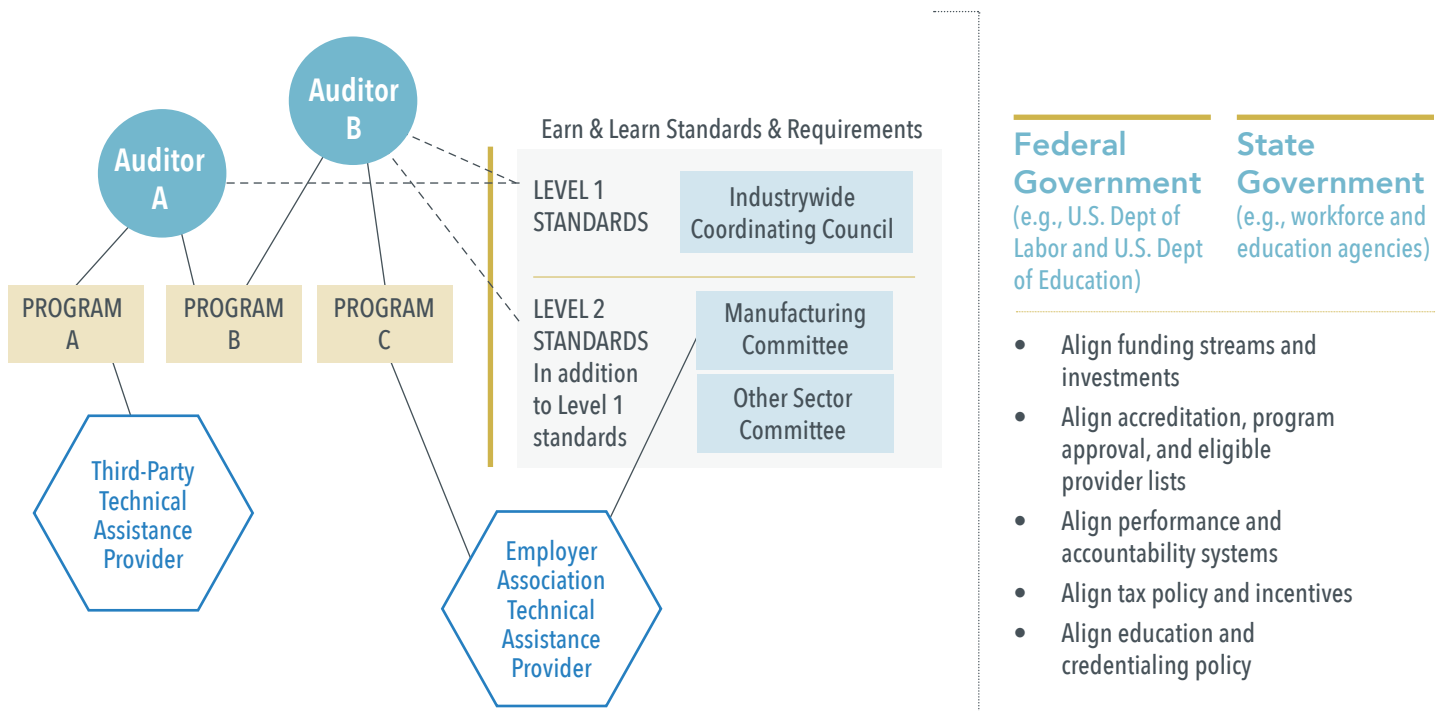 Auditor
A
Auditor
B
PROGRAM
A
PROGRAM
B
PROGRAM
C
Third-Party
Technical
Assistance
Provider
Employer
Association
Technical
Assistance
Provider
Earn & Learn Standards & Requirements
LEVEL 1
STANDARDS
Industrywide
Coordinating Council
LEVEL 2
STANDARDS
In addition
to Level 1
standards
Manufacturing
Committee
Other Sector
Committee
Federal
Government
(e.g., U.S. Dept of
Labor and U.S. Dept
of Education)
State
Government
(e.g., workforce and
education agencies)
• Align funding streams and
investments
• Align accreditation, program
approval, and eligible
provider lists
• Align performance and
accountability systems
• Align tax policy and incentives
• Align education and
credentialing policy